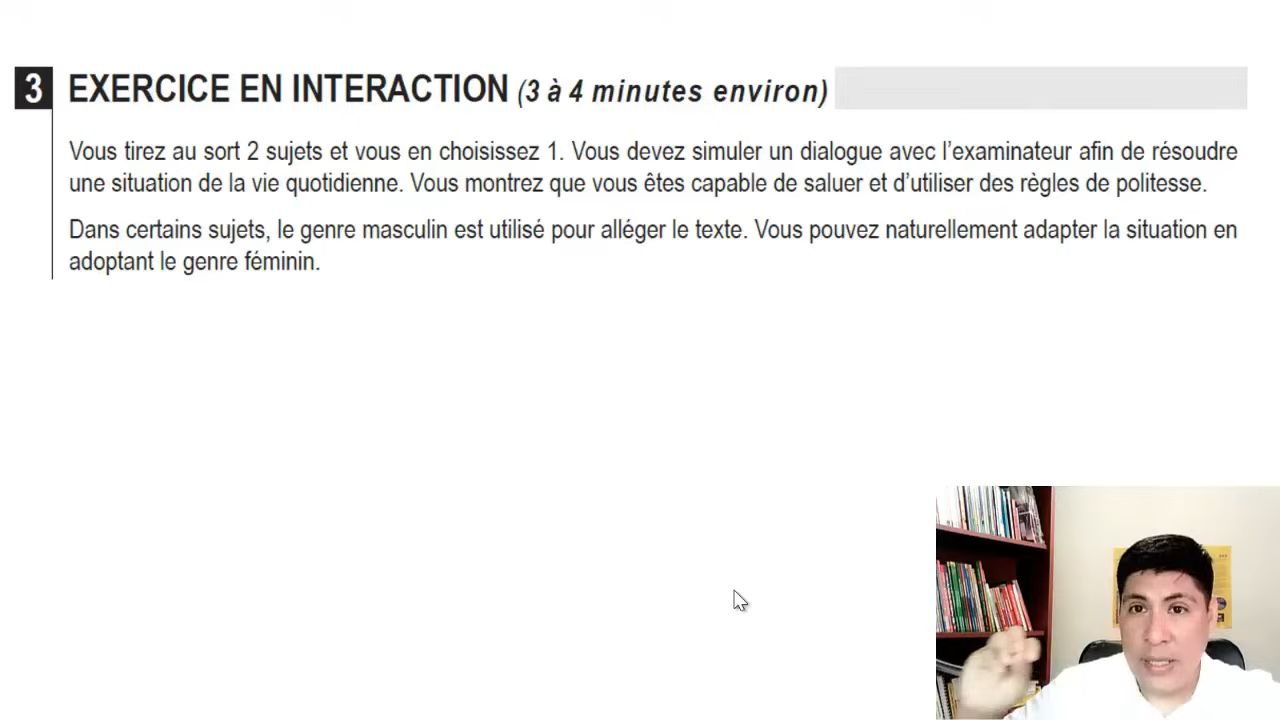 3 EXERCICE EN INTERACTION (3 à 4 minutes environ)
Vous tirez au sort 2 sujets et vous en choisissez 1. Vous devez simuler un dialogue avec l’examinateur afin de résoudre
une situation de la vie quotidienne. Vous montrez que vous êtes capable de saluer et d’utiliser des règles de politesse.
Dans certains sujets, le genre masculin est utilisé pour alléger le texte. Vous pouvez naturellement adapter la situation en
adoptant le genre féminin.